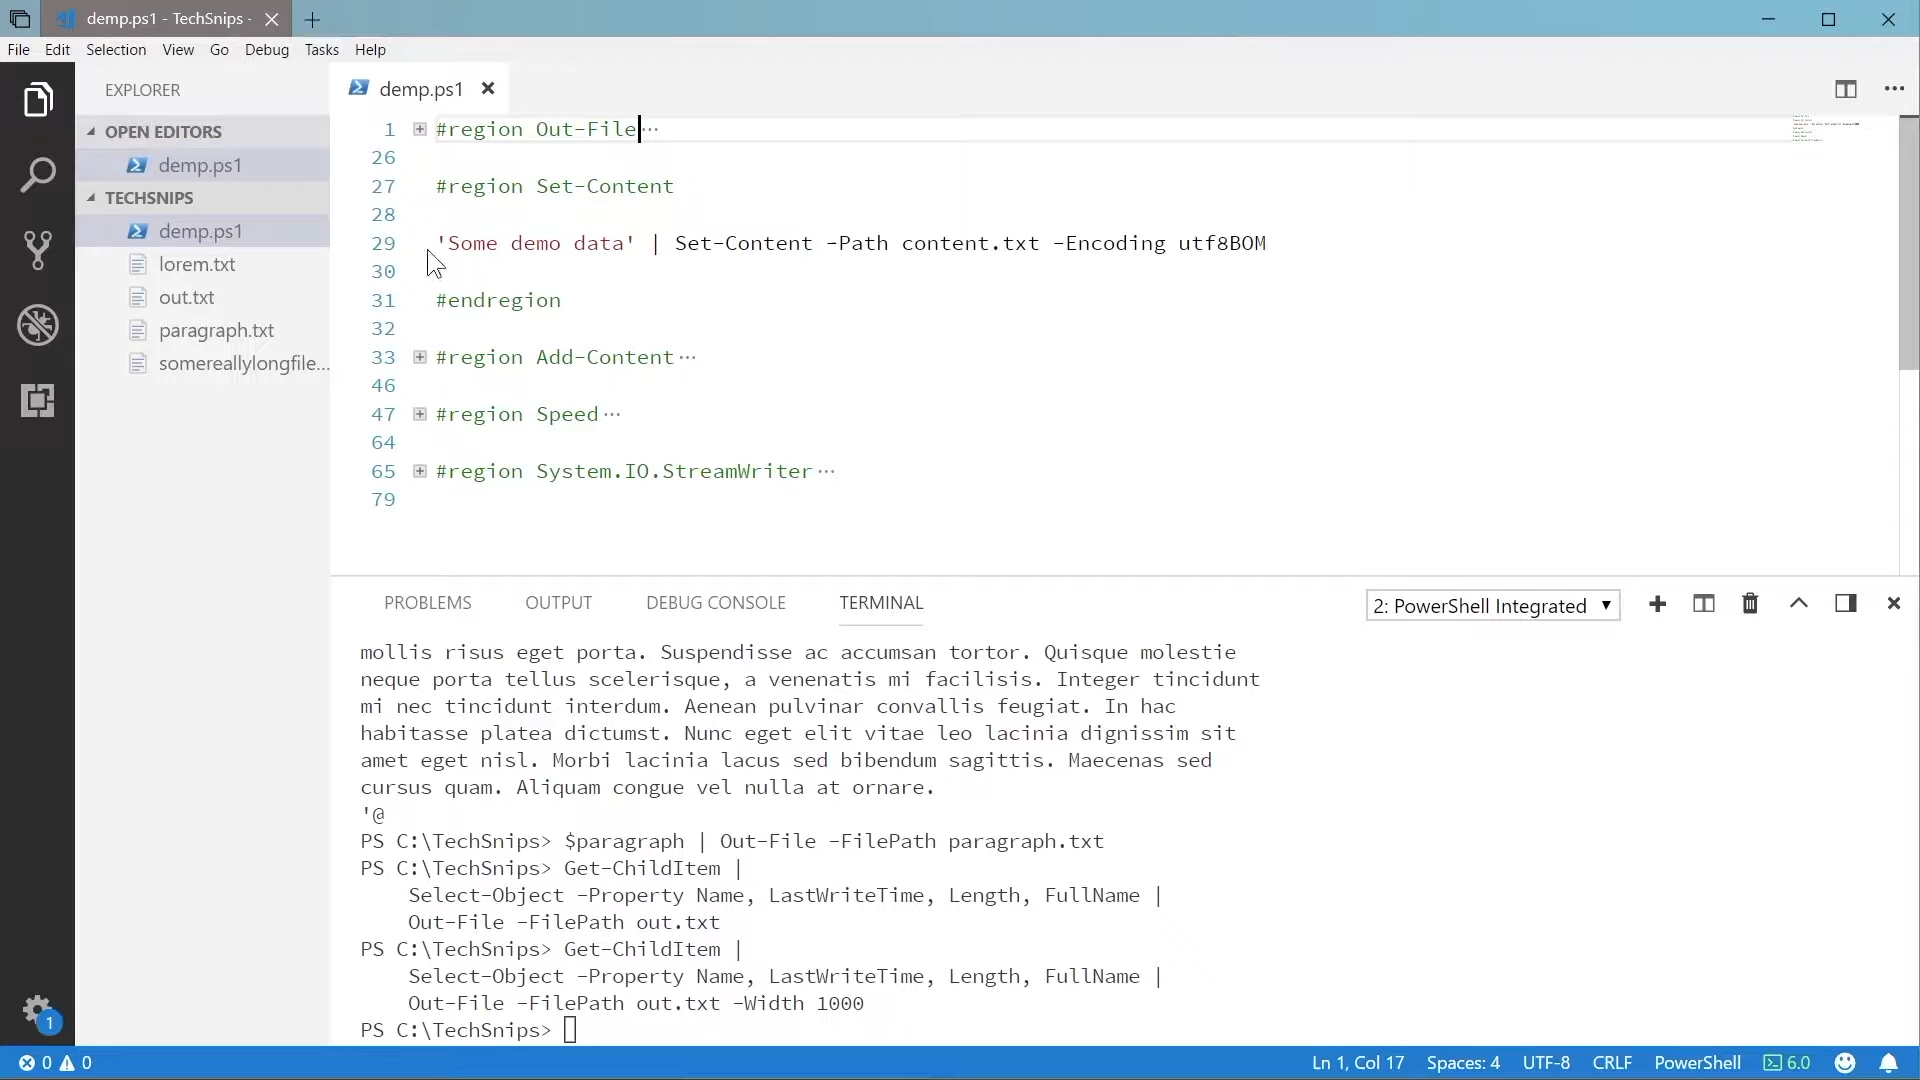 demp.ps1 - TechSnips -
File Edit Selection View Go Debug Tasks Help
EXPLORER
OPEN EDITORS
demp.ps1
TECHSNIPS
demp.ps1
lorem.txt
out.txt
paragraph.txt
somereallylongfile...
1
demp.ps1
1 #region Out-File...
26
27 #region Set-Content
28
29 'Some demo data' | Set-Content -Path content.txt -Encoding utf8BOM
30
31 #endregion
32
33 #region Add-Content...
46
47 #region Speed...
64
65 #region System.IO.StreamWriter...
79
PROBLEMS OUTPUT DEBUG CONSOLE TERMINAL 2: PowerShell Integrated
mollis risus eget porta. Suspendisse ac accumsan tortor. Quisque molestie
neque porta tellus scelerisque, a venenatis mi facilisis. Integer tincidunt
mi nec tincidunt interdum. Aenean pulvinar convallis feugiat. In hac
habitasse platea dictumst. Nunc eget elit vitae leo lacinia dignissim sit
amet eget nisl. Morbi lacinia lacus sed bibendum sagittis. Maecenas sed
cursus quam. Aliquam congue vel nulla at ornare.
'@
PS C:\TechSnips> $paragraph | Out-File -FilePath paragraph.txt
PS C:\TechSnips> Get-ChildItem |
Select-Object -Property Name, LastWriteTime, Length, FullName |
Out-File -FilePath out.txt
PS C:\TechSnips> Get-ChildItem |
Select-Object -Property Name, LastWriteTime, Length, FullName |
Out-File -FilePath out.txt -Width 1000
PS C:\TechSnips>
0 0 Ln 1, Col 17 Spaces: 4 UTF-8 CRLF PowerShell 6.0